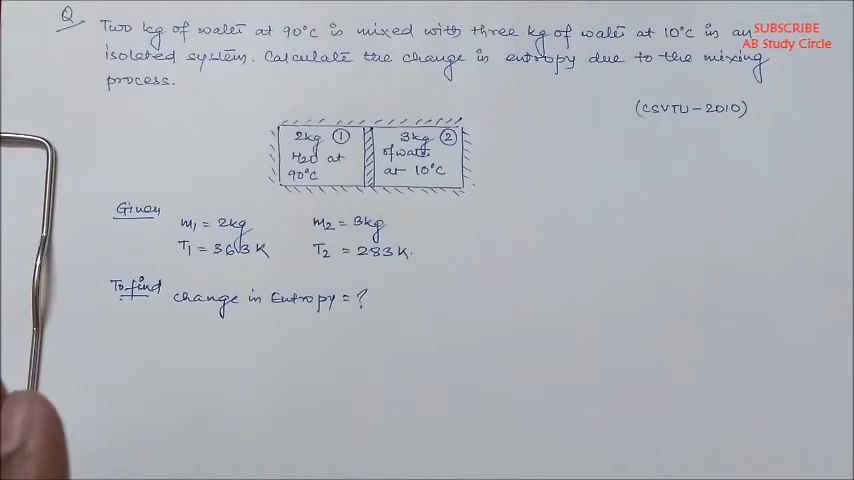 Q Two kg of water at 90°C is mixed with three kg of water at 10°C in an
SUBSCRIBE
AB Study Circle
isolated system. Calculate the change in entropy due to the mixing
process.
(CSVTU-2010)
2kg 1
H2O at
90°C
3kg 2
of water
at 10°C
Given
m1 = 2kg m2 = 3kg
T1 = 363K T2 = 283K.
To find change in Entropy = ?